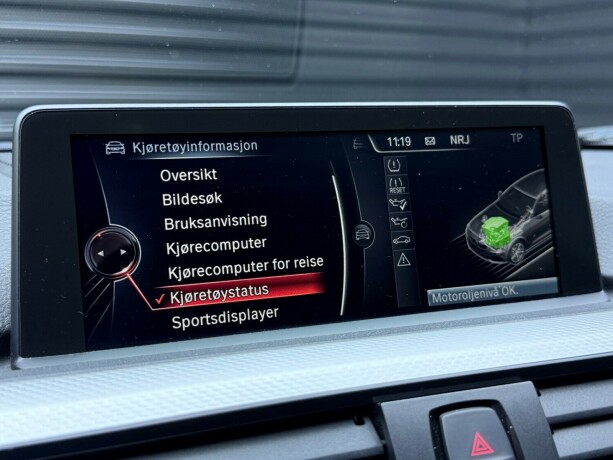 Kjøretøyinformasjon
11:19 NRJ TP
Oversikt
Bildesøk
Bruksanvisning
Kjørecomputer
Kjørecomputer for reise
Kjøretøystatus
Sportsdisplayer
RESET
Motoroljenivå OK.